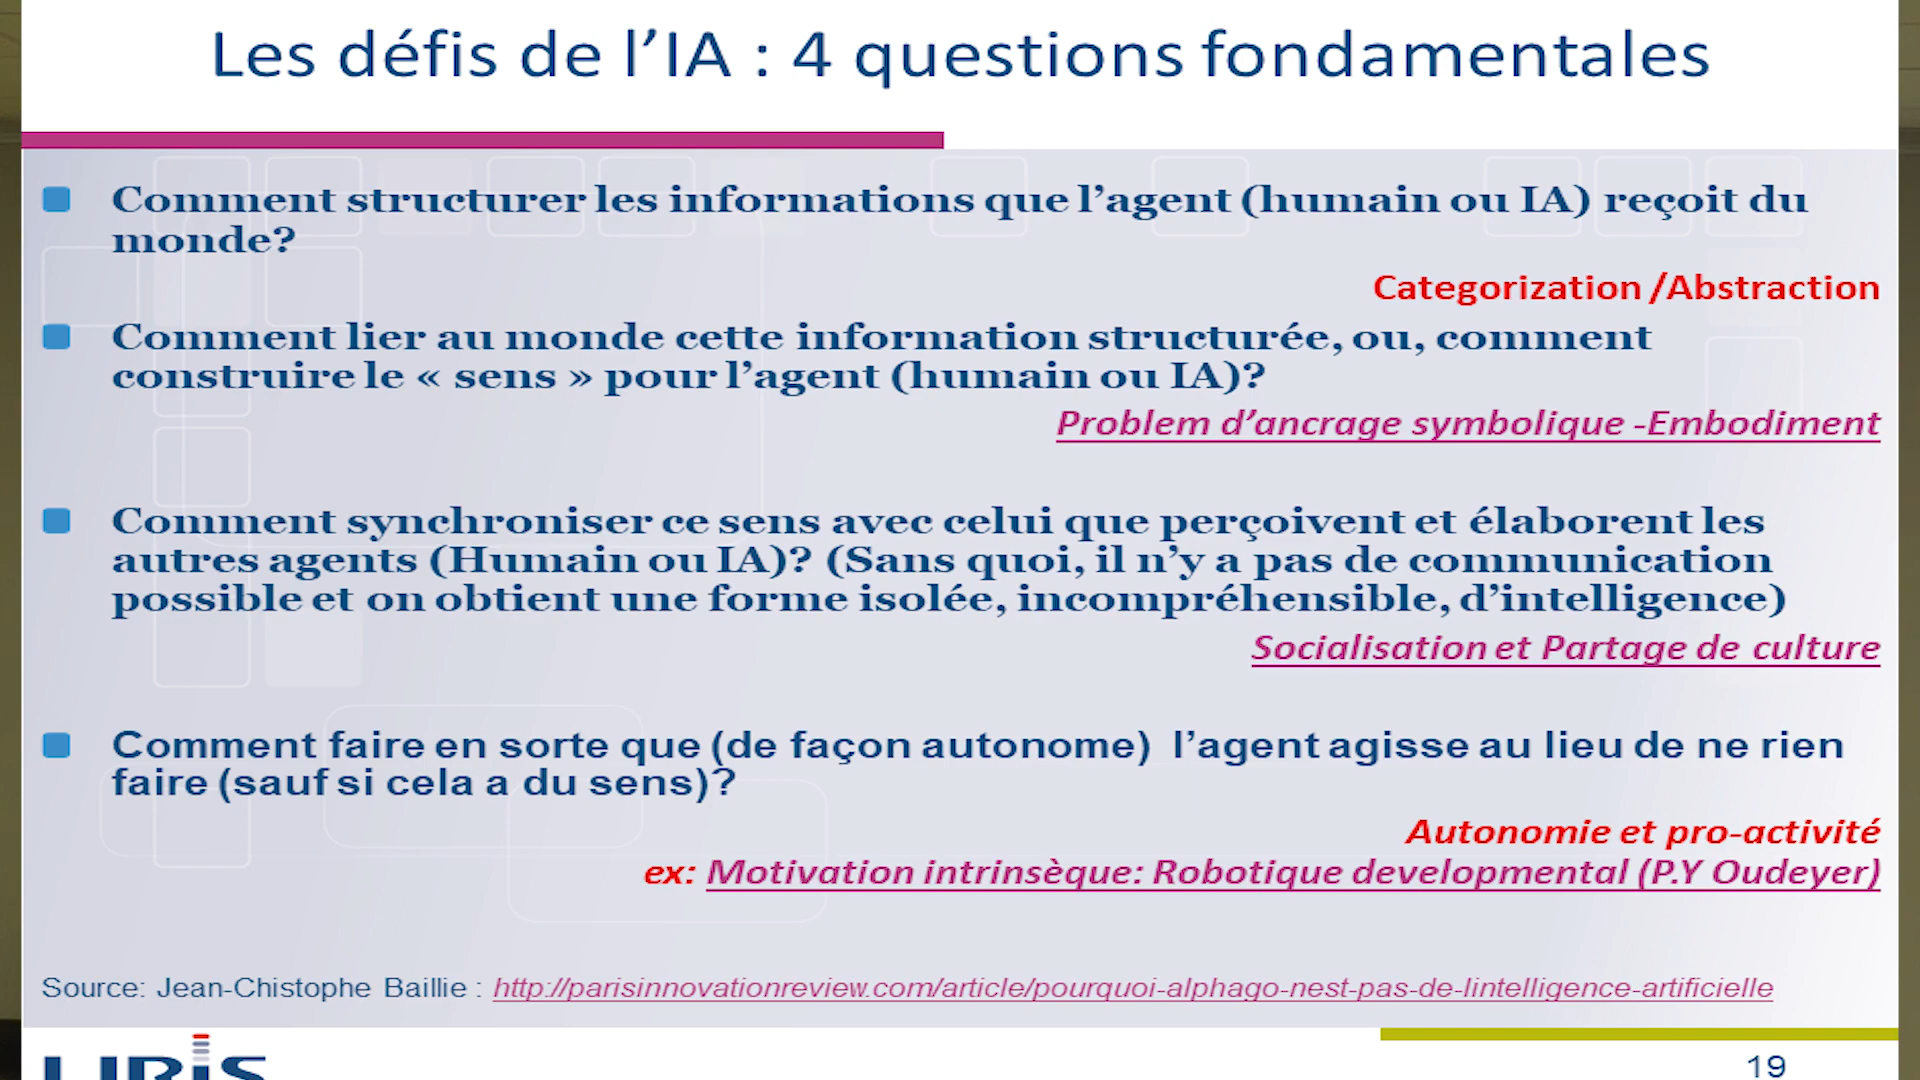 Les défis de l’IA : 4 questions fondamentales
Comment structurer les informations que l’agent (humain ou IA) reçoit du
monde?
Categorization /Abstraction
Comment lier au monde cette information structurée, ou, comment
construire le « sens » pour l’agent (humain ou IA)?
Problem d’ancrage symbolique -Embodiment
Comment synchroniser ce sens avec celui que perçoivent et élaborent les
autres agents (Humain ou IA)? (Sans quoi, il n’y a pas de communication
possible et on obtient une forme isolée, incompréhensible, d’intelligence)
Socialisation et Partage de culture
Comment faire en sorte que (de façon autonome) l’agent agisse au lieu de ne rien
faire (sauf si cela a du sens)?
Autonomie et pro-activité
ex: Motivation intrinsèque: Robotique developmental (P.Y Oudeyer)
Source: Jean-Chistophe Baillie : http://parisinnovationreview.com/article/pourquoi-alphago-nest-pas-de-lintelligence-artificielle
LIRIS
19